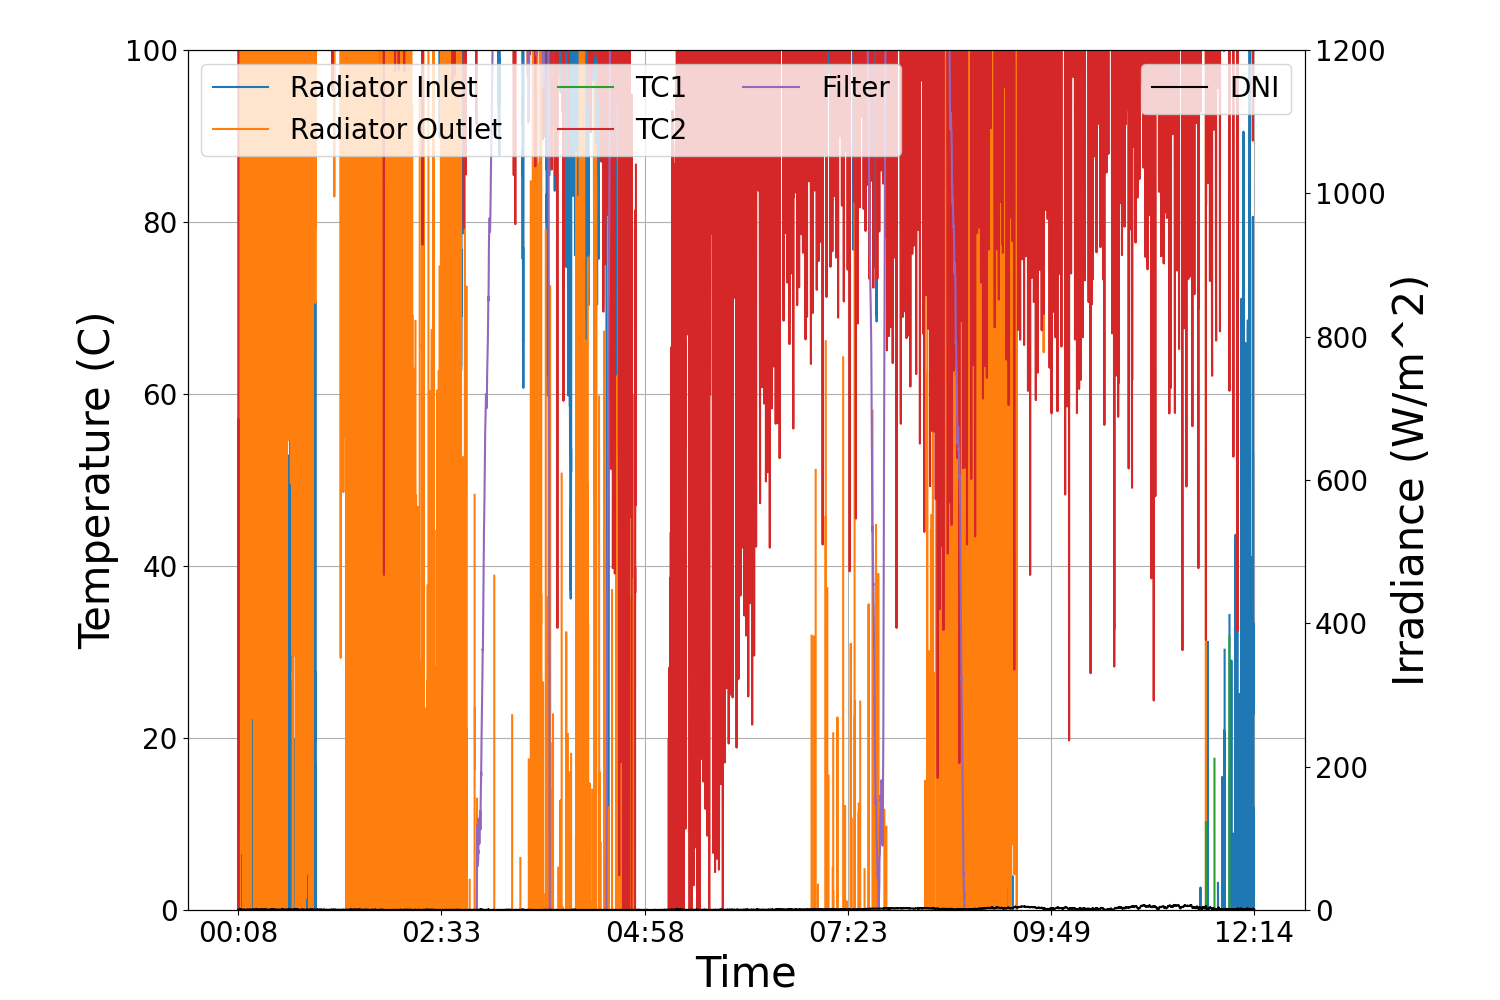 Radiator Inlet
Radiator Outlet
TC1
TC2
Filter
DNI
Temperature (C)
100
80
60
40
20
0
Irradiance (W/m^2)
1200
1000
800
600
400
200
0
00:08 02:33 04:58 07:23 09:49 12:14
Time